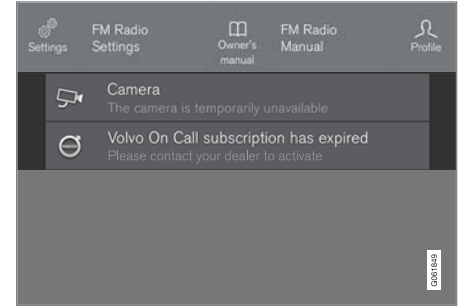 Settings
FM Radio
Settings
Owner's
manual
FM Radio
Manual
Profile
Camera
The camera is temporarily unavailable
Volvo On Call subscription has expired
Please contact your dealer to activate
G061849